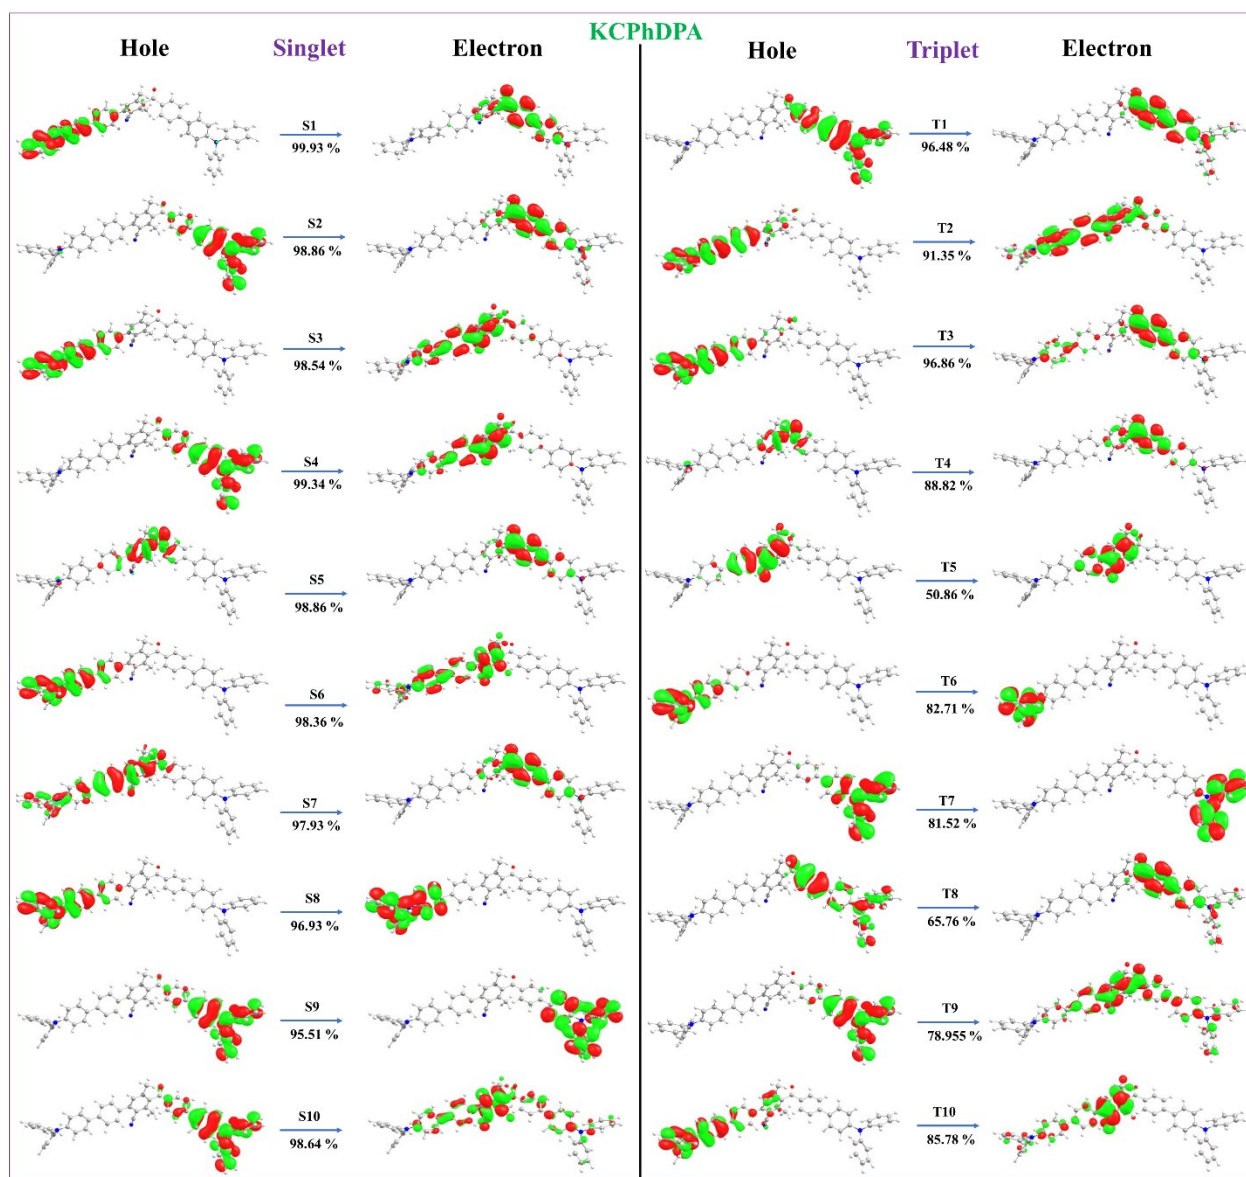 KCPhDPA
Hole Singlet Electron
Hole Triplet Electron
S1
99.93 %
S2
98.86 %
S3
98.54 %
S4
99.34 %
S5
98.86 %
S6
98.36 %
S7
97.93 %
S8
96.93 %
S9
95.51 %
S10
98.64 %
T1
96.48 %
T2
91.35 %
T3
96.86 %
T4
88.82 %
T5
50.86 %
T6
82.71 %
T7
81.52 %
T8
65.76 %
T9
78.955 %
T10
85.78 %